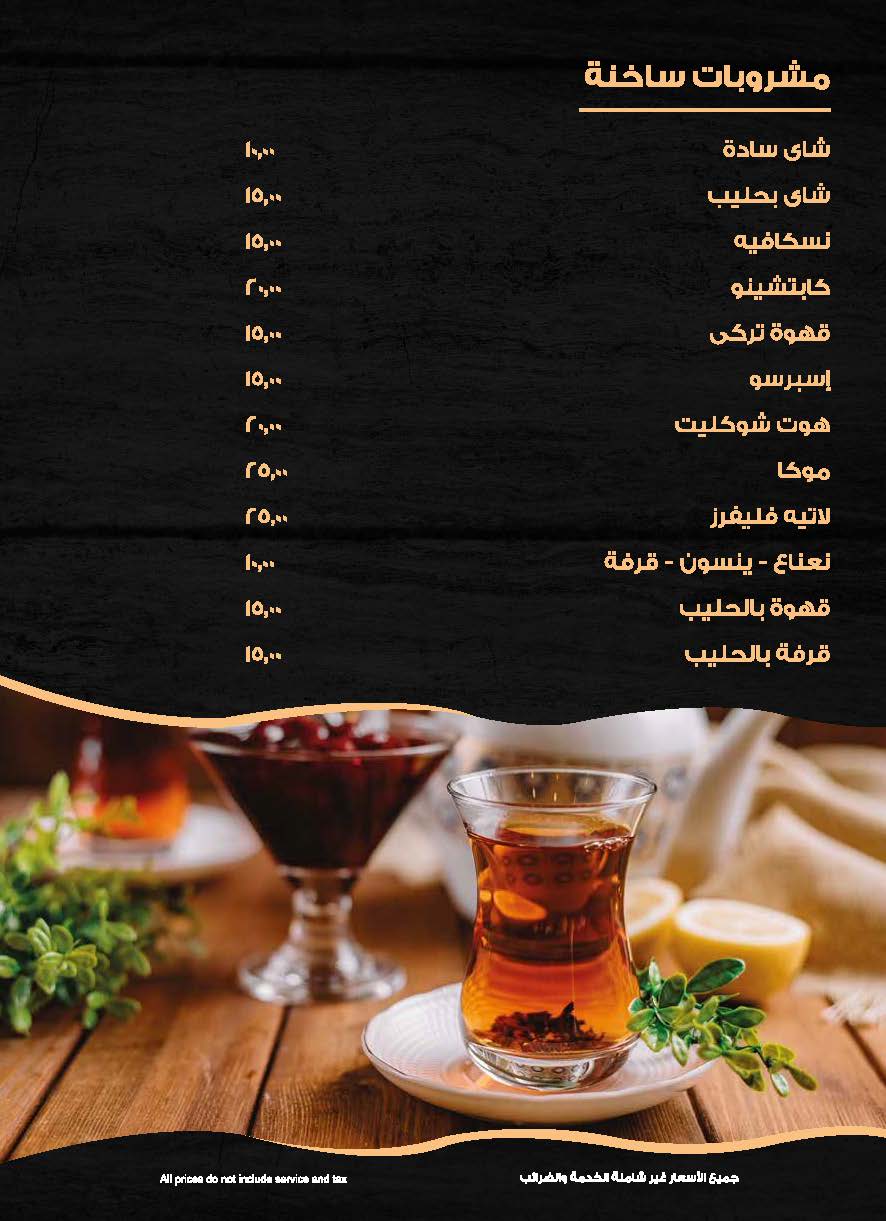 مشروبات ساخنة
شاى سادة ١٠,٠٠
شاى بحليب ١٥,٠٠
نسكافيه ١٥,٠٠
كابتشينو ٢٠,٠٠
قهوة تركى ١٥,٠٠
إسبرسو ١٥,٠٠
هوت شوكليت ٢٠,٠٠
موكا ٢٥,٠٠
لاتيه فليفرز ٢٥,٠٠
نعناع - ينسون - قرفة ١٠,٠٠
قهوة بالحليب ١٥,٠٠
قرفة بالحليب ١٥,٠٠
جميع الأسعار غير شاملة الخدمة والضرائب
All prices do not include service and tax